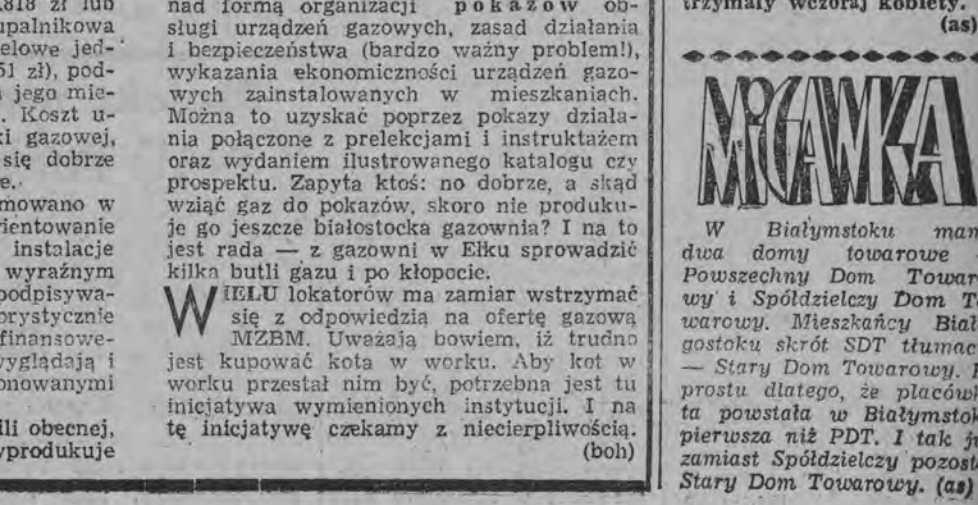 818 zł lub
upalnikowa
elowe jed-
51 zł), pod-
jego mie-
. Koszt u-
ki gazowej,
się dobrze
e.
mowano w
rientowanie
instalacje
wyraźnym
podpisywa-
orystycznie
finansowe-
yglądają i
onowanymi
ili obecnej,
yprodukuje
nad formą organizacji pokazów ob-
sługi urządzeń gazowych, zasad działania
i bezpieczeństwa (bardzo ważny problem!),
wykazania ekonomiczności urządzeń gazo-
wych zainstalowanych w mieszkaniach.
Można to uzyskać poprzez pokazy działa-
nia połączone z prelekcjami i instruktażem
oraz wydaniem ilustrowanego katalogu czy
prospektu. Zapyta ktoś: no dobrze, a skąd
wziąć gaz do pokazów, skoro nie produku-
je go jeszcze białostocka gazownia? I na to
jest rada — z gazowni w Ełku sprowadzić
kilka butli gazu i po kłopocie.
WIELU lokatorów ma zamiar wstrzymać
się z odpowiedzią na ofertę gazową
MZBM. Uważają bowiem, iż trudno
jest kupować kota w worku. Aby kot w
worku przestał nim być, potrzebna jest tu
inicjatywa wymienionych instytucji. I na
tę inicjatywę czekamy z niecierpliwością.
(boh)
trzymały wczoraj kobiety.
(as)
MIGAWKA
W Białymstoku mam
dwa domy towarowe
Powszechny Dom Towar
wy i Spółdzielczy Dom T
warowy. Mieszkańcy Biał
gostoku skrót SDT tłumac
— Stary Dom Towarowy. P
prostu dlatego, że placówk
ta powstała w Białymstok
pierwsza niż PDT. I tak ju
zamiast Spółdzielczy pozosta
Stary Dom Towarowy. (as)